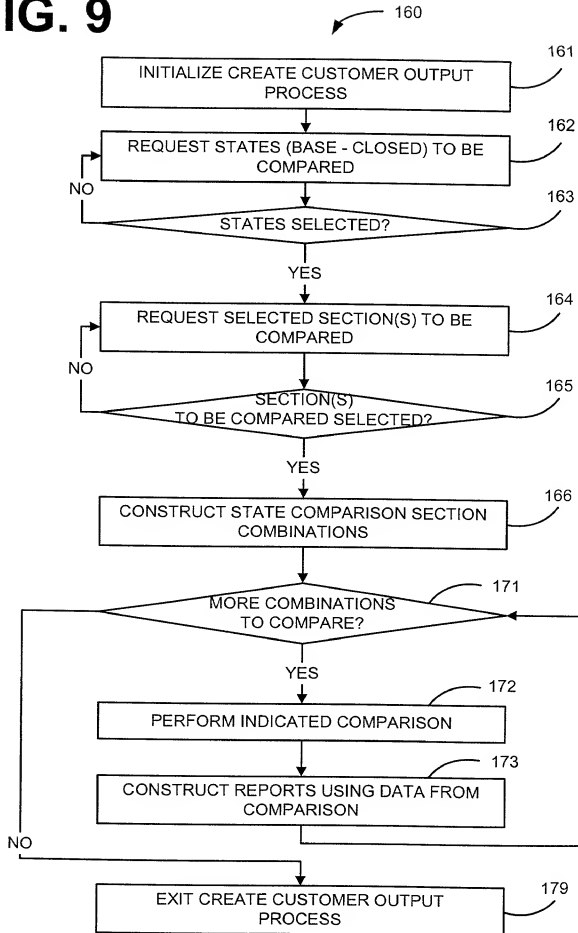 IG. 9
160
INITIALIZE CREATE CUSTOMER OUTPUT
PROCESS
161
REQUEST STATES (BASE - CLOSED) TO BE
COMPARED
162
NO
STATES SELECTED?
163
YES
REQUEST SELECTED SECTION(S) TO BE
COMPARED
164
NO
SECTION(S)
TO BE COMPARED SELECTED?
165
YES
CONSTRUCT STATE COMPARISON SECTION
COMBINATIONS
166
MORE COMBINATIONS
TO COMPARE?
171
YES
172
PERFORM INDICATED COMPARISON
173
CONSTRUCT REPORTS USING DATA FROM
COMPARISON
NO
EXIT CREATE CUSTOMER OUTPUT
PROCESS
179